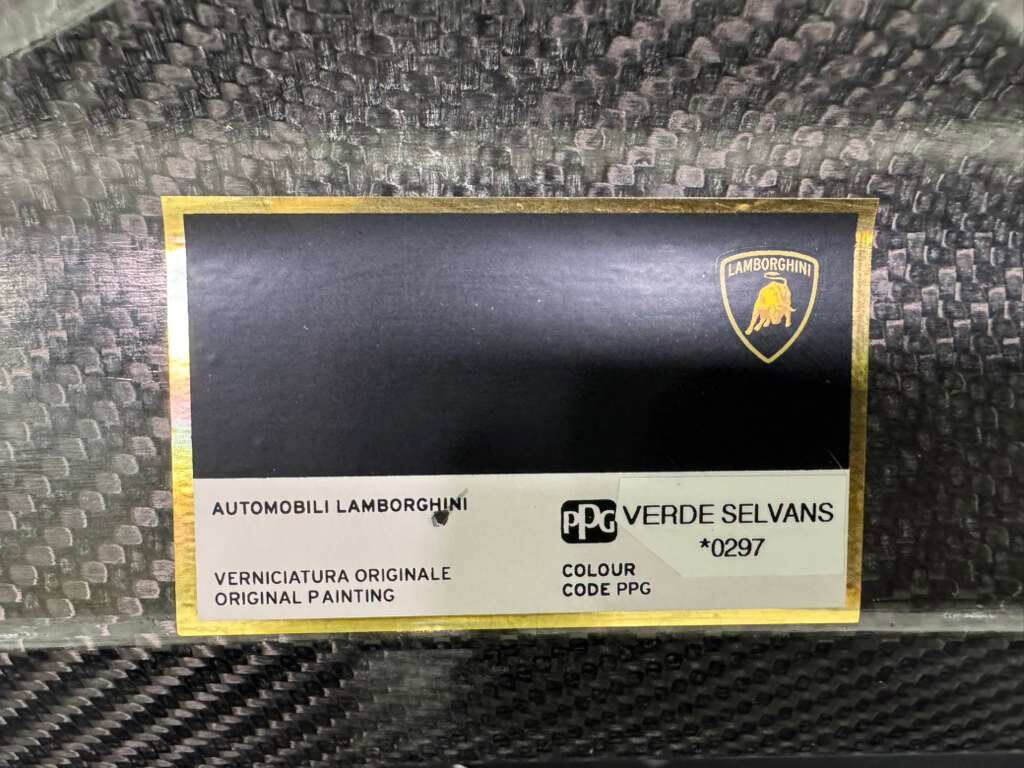 LAMBORGHINI
AUTOMOBILI LAMBORGHINI
PPG VERDE SELVANS
*0297
VERNICIATURA ORIGINALE
ORIGINAL PAINTING
COLOUR
CODE PPG